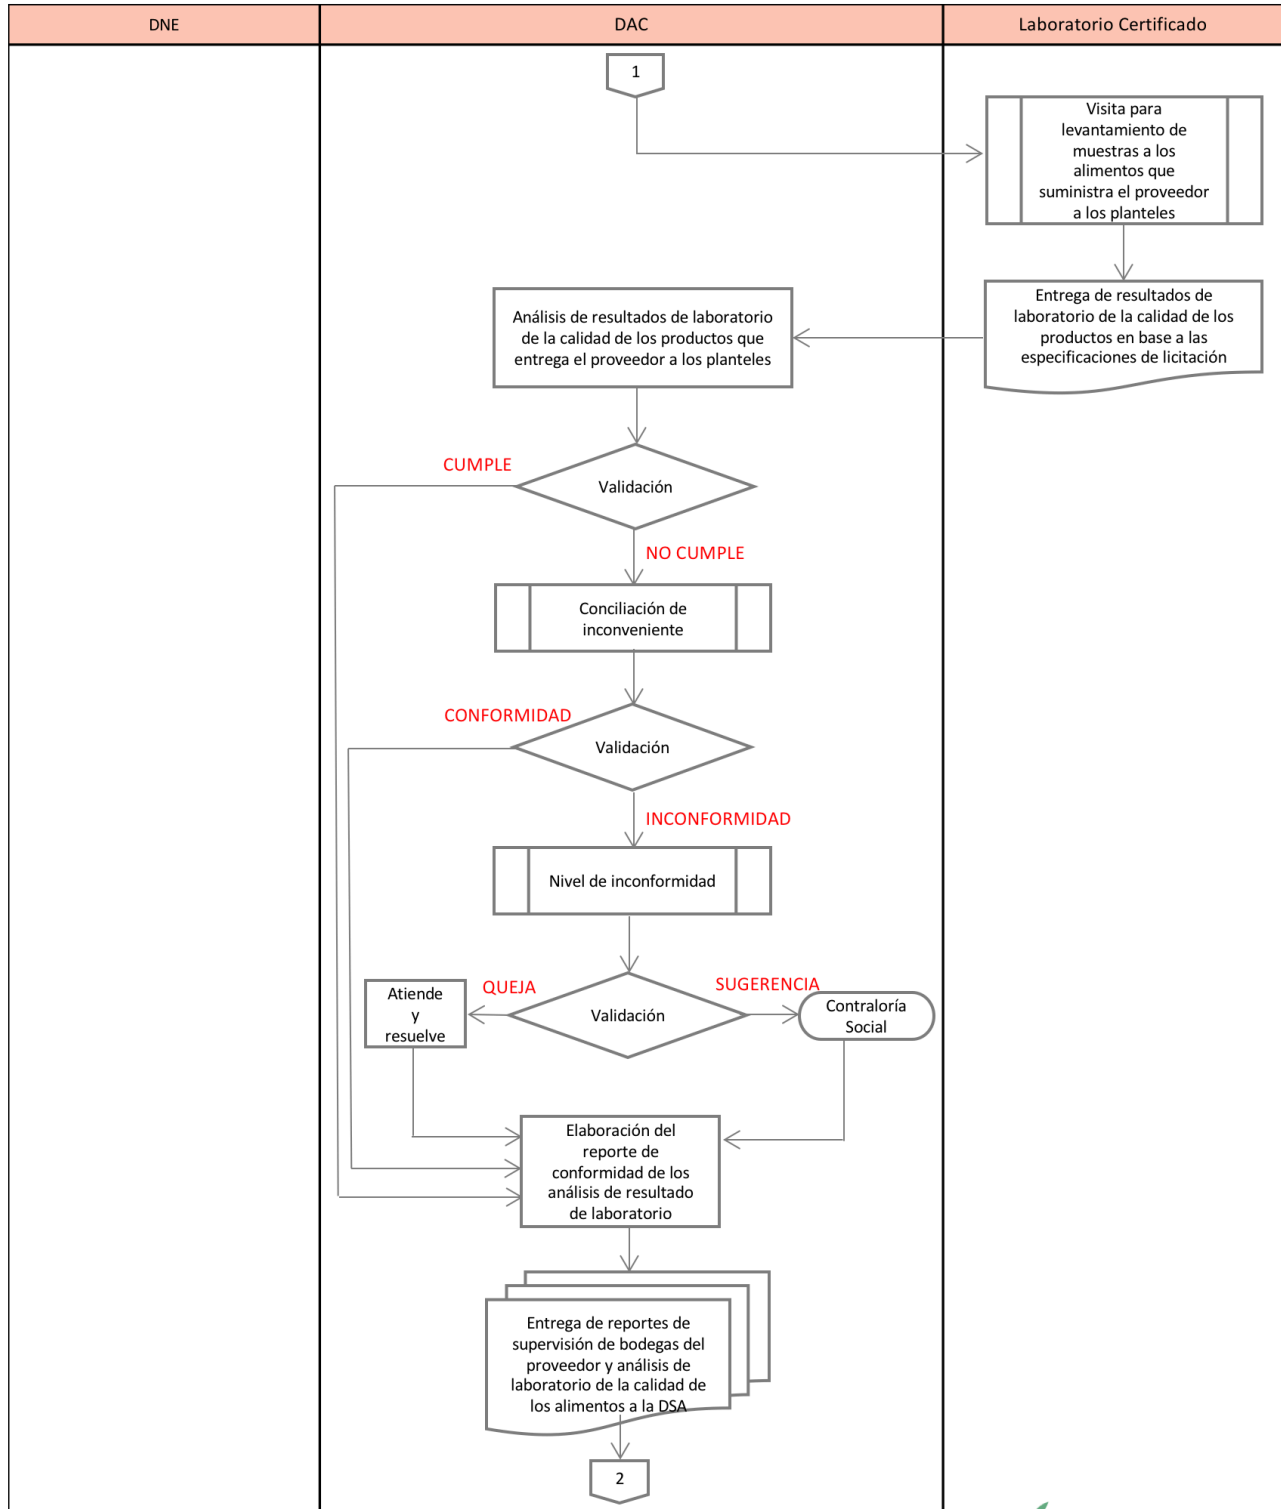 DNE
DAC
Laboratorio Certificado
1
Visita para
levantamiento de
muestras a los
alimentos que
suministra el proveedor
a los planteles
Entrega de resultados de
laboratorio de la calidad de los
productos en base a las
especificaciones de licitación
Análisis de resultados de laboratorio
de la calidad de los productos que
entrega el proveedor a los planteles
CUMPLE
Validación
NO CUMPLE
Conciliación de
inconveniente
CONFORMIDAD
Validación
INCONFORMIDAD
Nivel de inconformidad
QUEJA
SUGERENCIA
Atiende
y
resuelve
Validación
Contraloría
Social
Elaboración del
reporte de
conformidad de los
análisis de resultado
de laboratorio
Entrega de reportes de
supervisión de bodegas del
proveedor y análisis de
laboratorio de la calidad de
los alimentos a la DSA
2